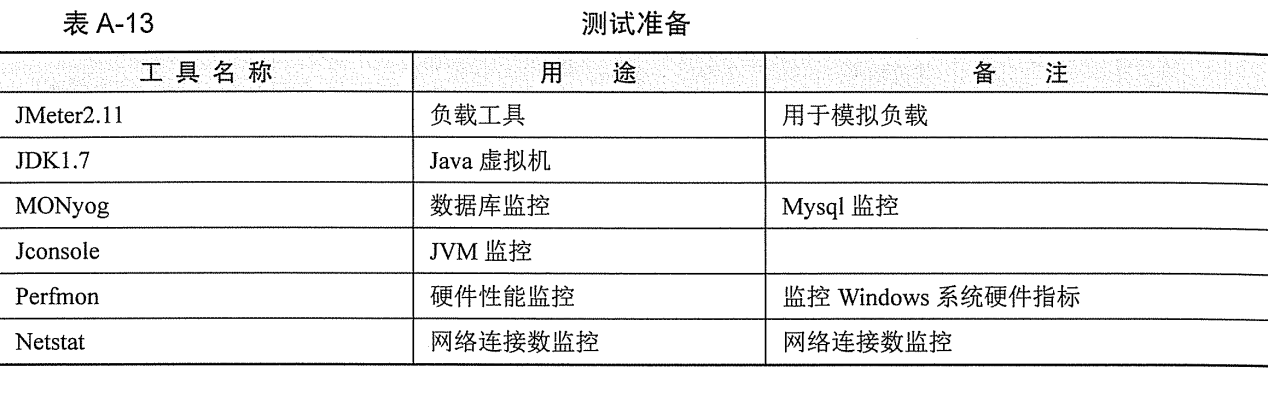 表 A-13 测试准备
工具名称 用途 备注
JMeter2.11 负载工具 用于模拟负载
JDK1.7 Java 虚拟机
MONyog 数据库监控 Mysql 监控
Jconsole JVM 监控
Perfmon 硬件性能监控 监控 Windows 系统硬件指标
Netstat 网络连接数监控 网络连接数监控